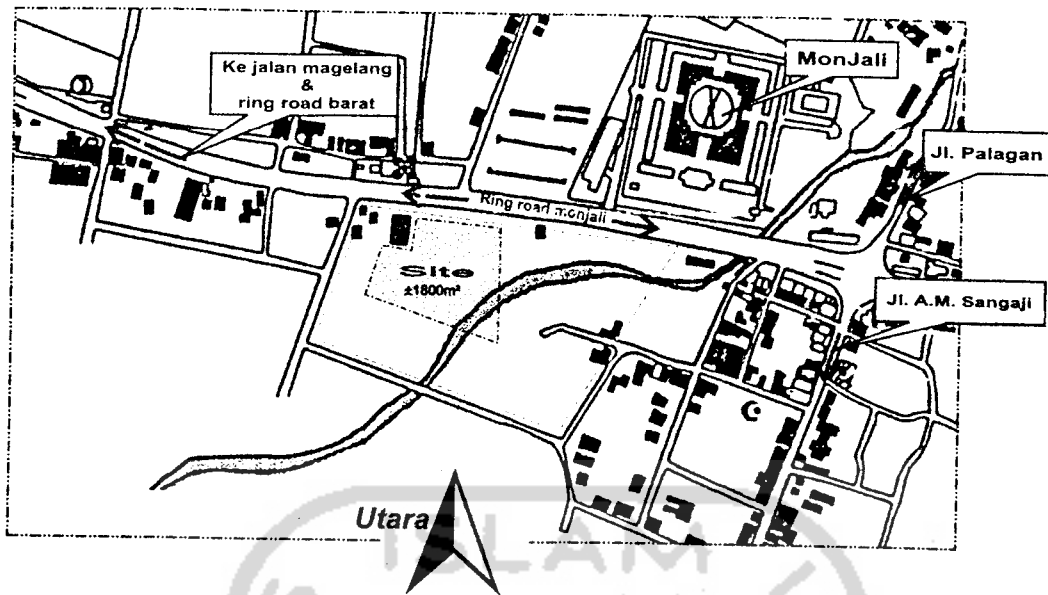 MonJali
Ke jalan magelang
&
ring road barat
Jl. Palagan
Ring road monjali
Site
±1800m²
Jl. A.M. Sangaji
Utara
ISLAM